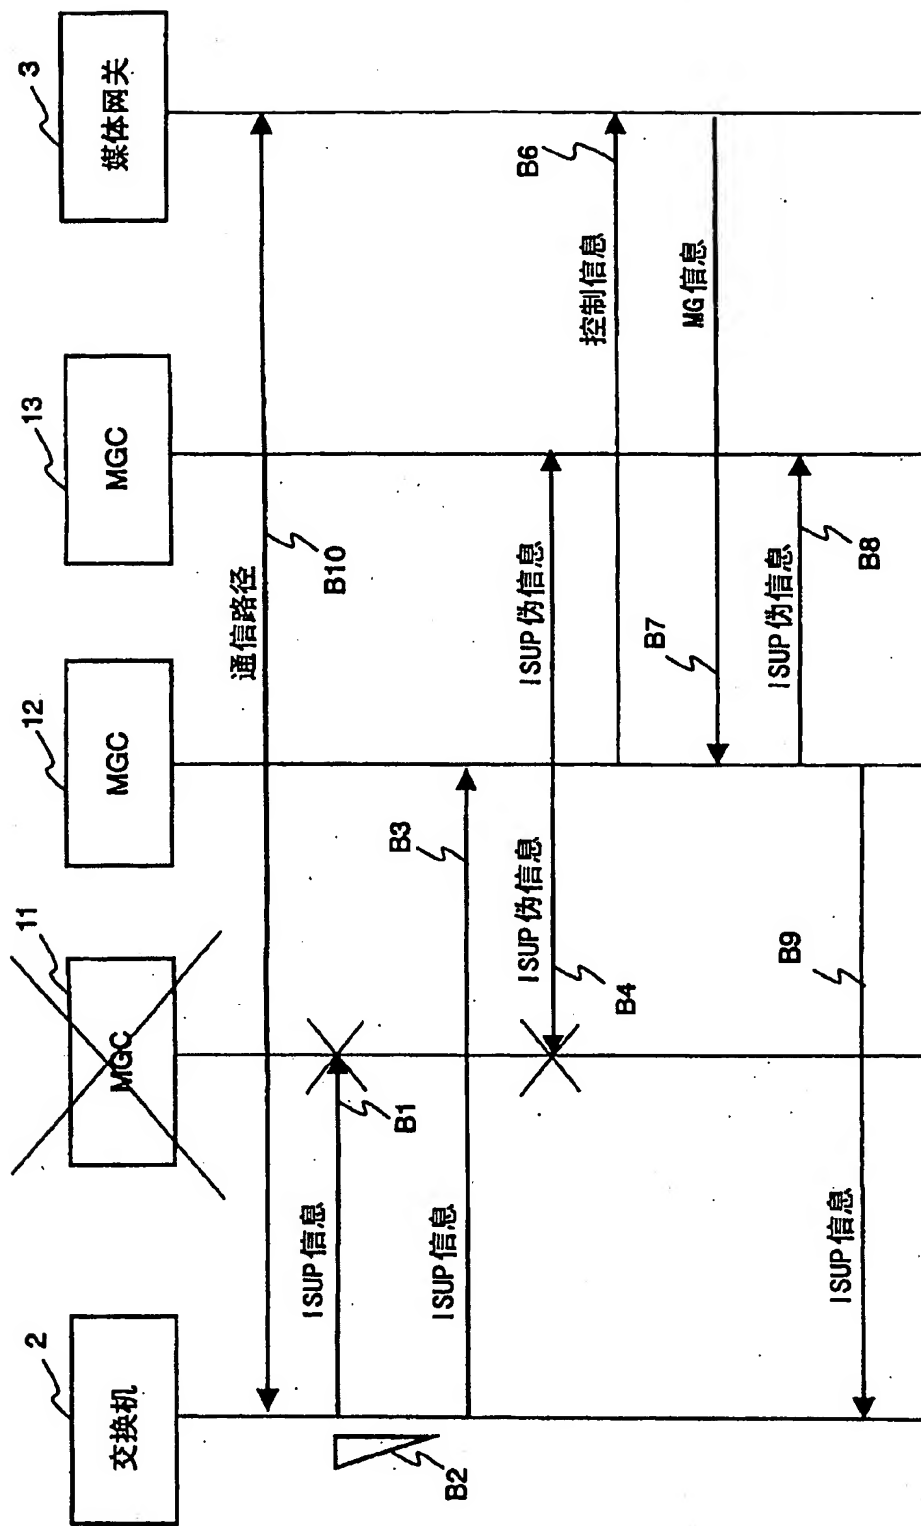 2
交换机
11
MGC
12
MGC
13
MGC
3
媒体网关
通信路径
B10
ISUP信息
B1
B2
ISUP信息
B3
ISUP伪信息
ISUP伪信息
B4
控制信息
B6
MG信息
B7
ISUP伪信息
B8
ISUP信息
B9